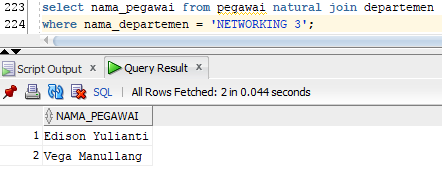 223 select nama_pegawai from pegawai natural join departemen
224 where nama_departemen = 'NETWORKING 3';
Script Output x Query Result x
SQL | All Rows Fetched: 2 in 0.044 seconds
NAMA_PEGAWAI
1 Edison Yulianti
2 Vega Manullang